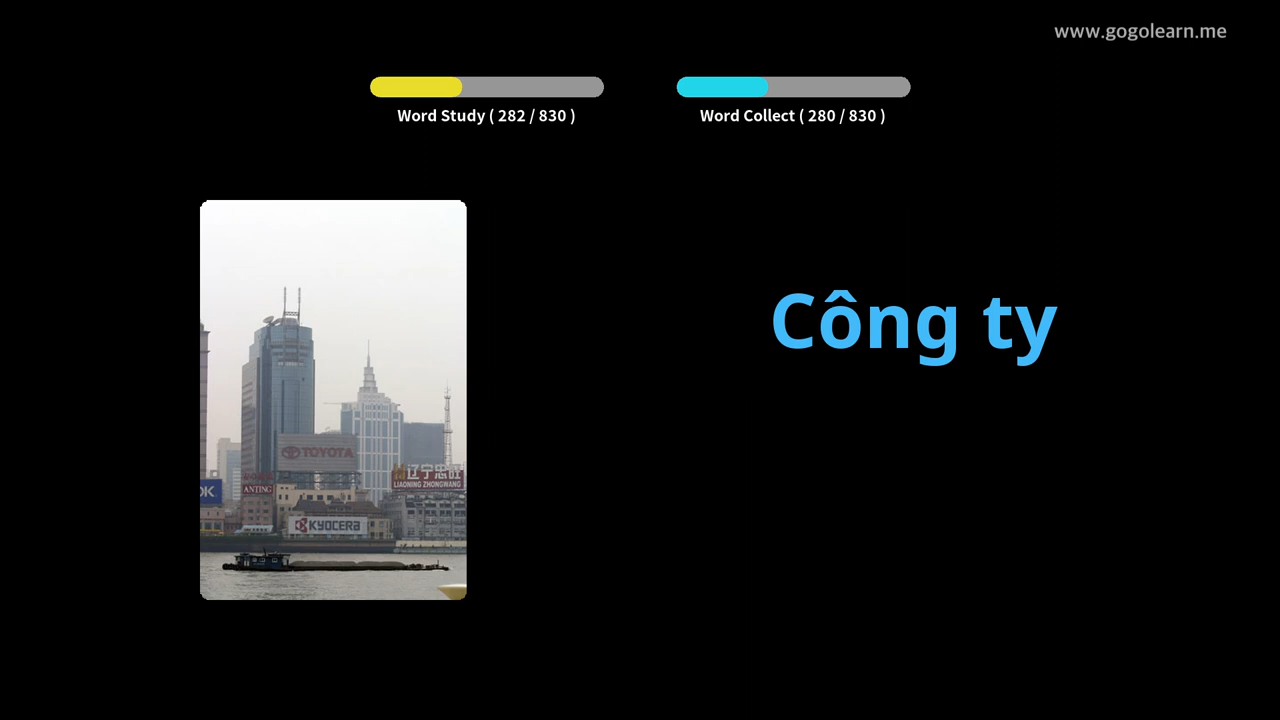 www.gogolearn.me
Word Study ( 282 / 830 )
Word Collect ( 280 / 830 )
Công ty
TOYOTA
辽宁忠旺
LIAONING ZHONGWANG
OK
ANTING
KYOCERA